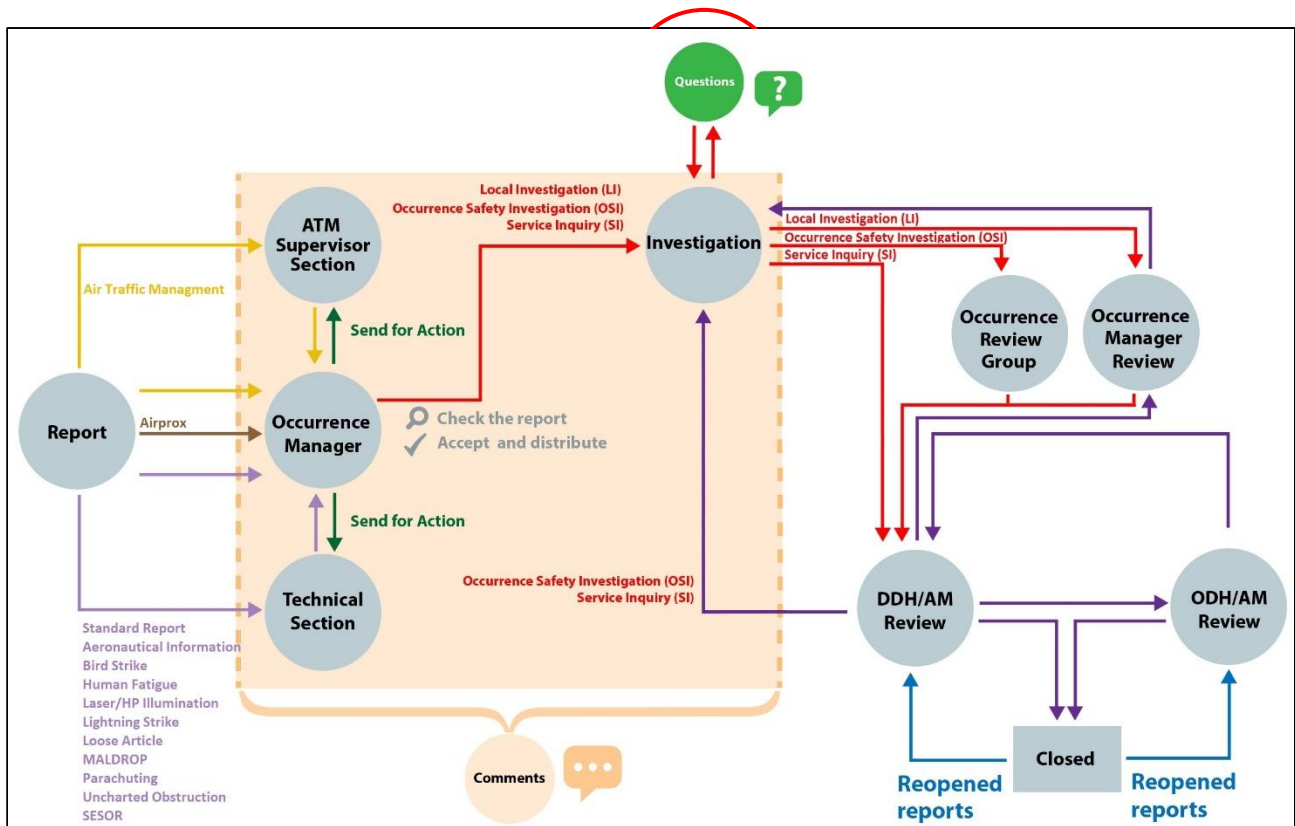 Questions
?
Local Investigation (LI)
Occurrence Safety Investigation (OSI)
Service Inquiry (SI)
ATM
Supervisor
Section
Investigation
Local Investigation (LI)
Occurrence Safety Investigation (OSI)
Service Inquiry (SI)
Air Traffic Managment
Send for Action
Occurrence
Review
Group
Occurrence
Manager
Review
Report
Airprox
Occurrence
Manager
Check the report
Accept and distribute
Send for Action
Technical
Section
Occurrence Safety Investigation (OSI)
Service Inquiry (SI)
DDH/AM
Review
ODH/AM
Review
Standard Report
Aeronautical Information
Bird Strike
Human Fatigue
Laser/HP Illumination
Lightning Strike
Loose Article
MALDROP
Parachuting
Uncharted Obstruction
SESOR
Comments
Closed
Reopened
reports
Reopened
reports